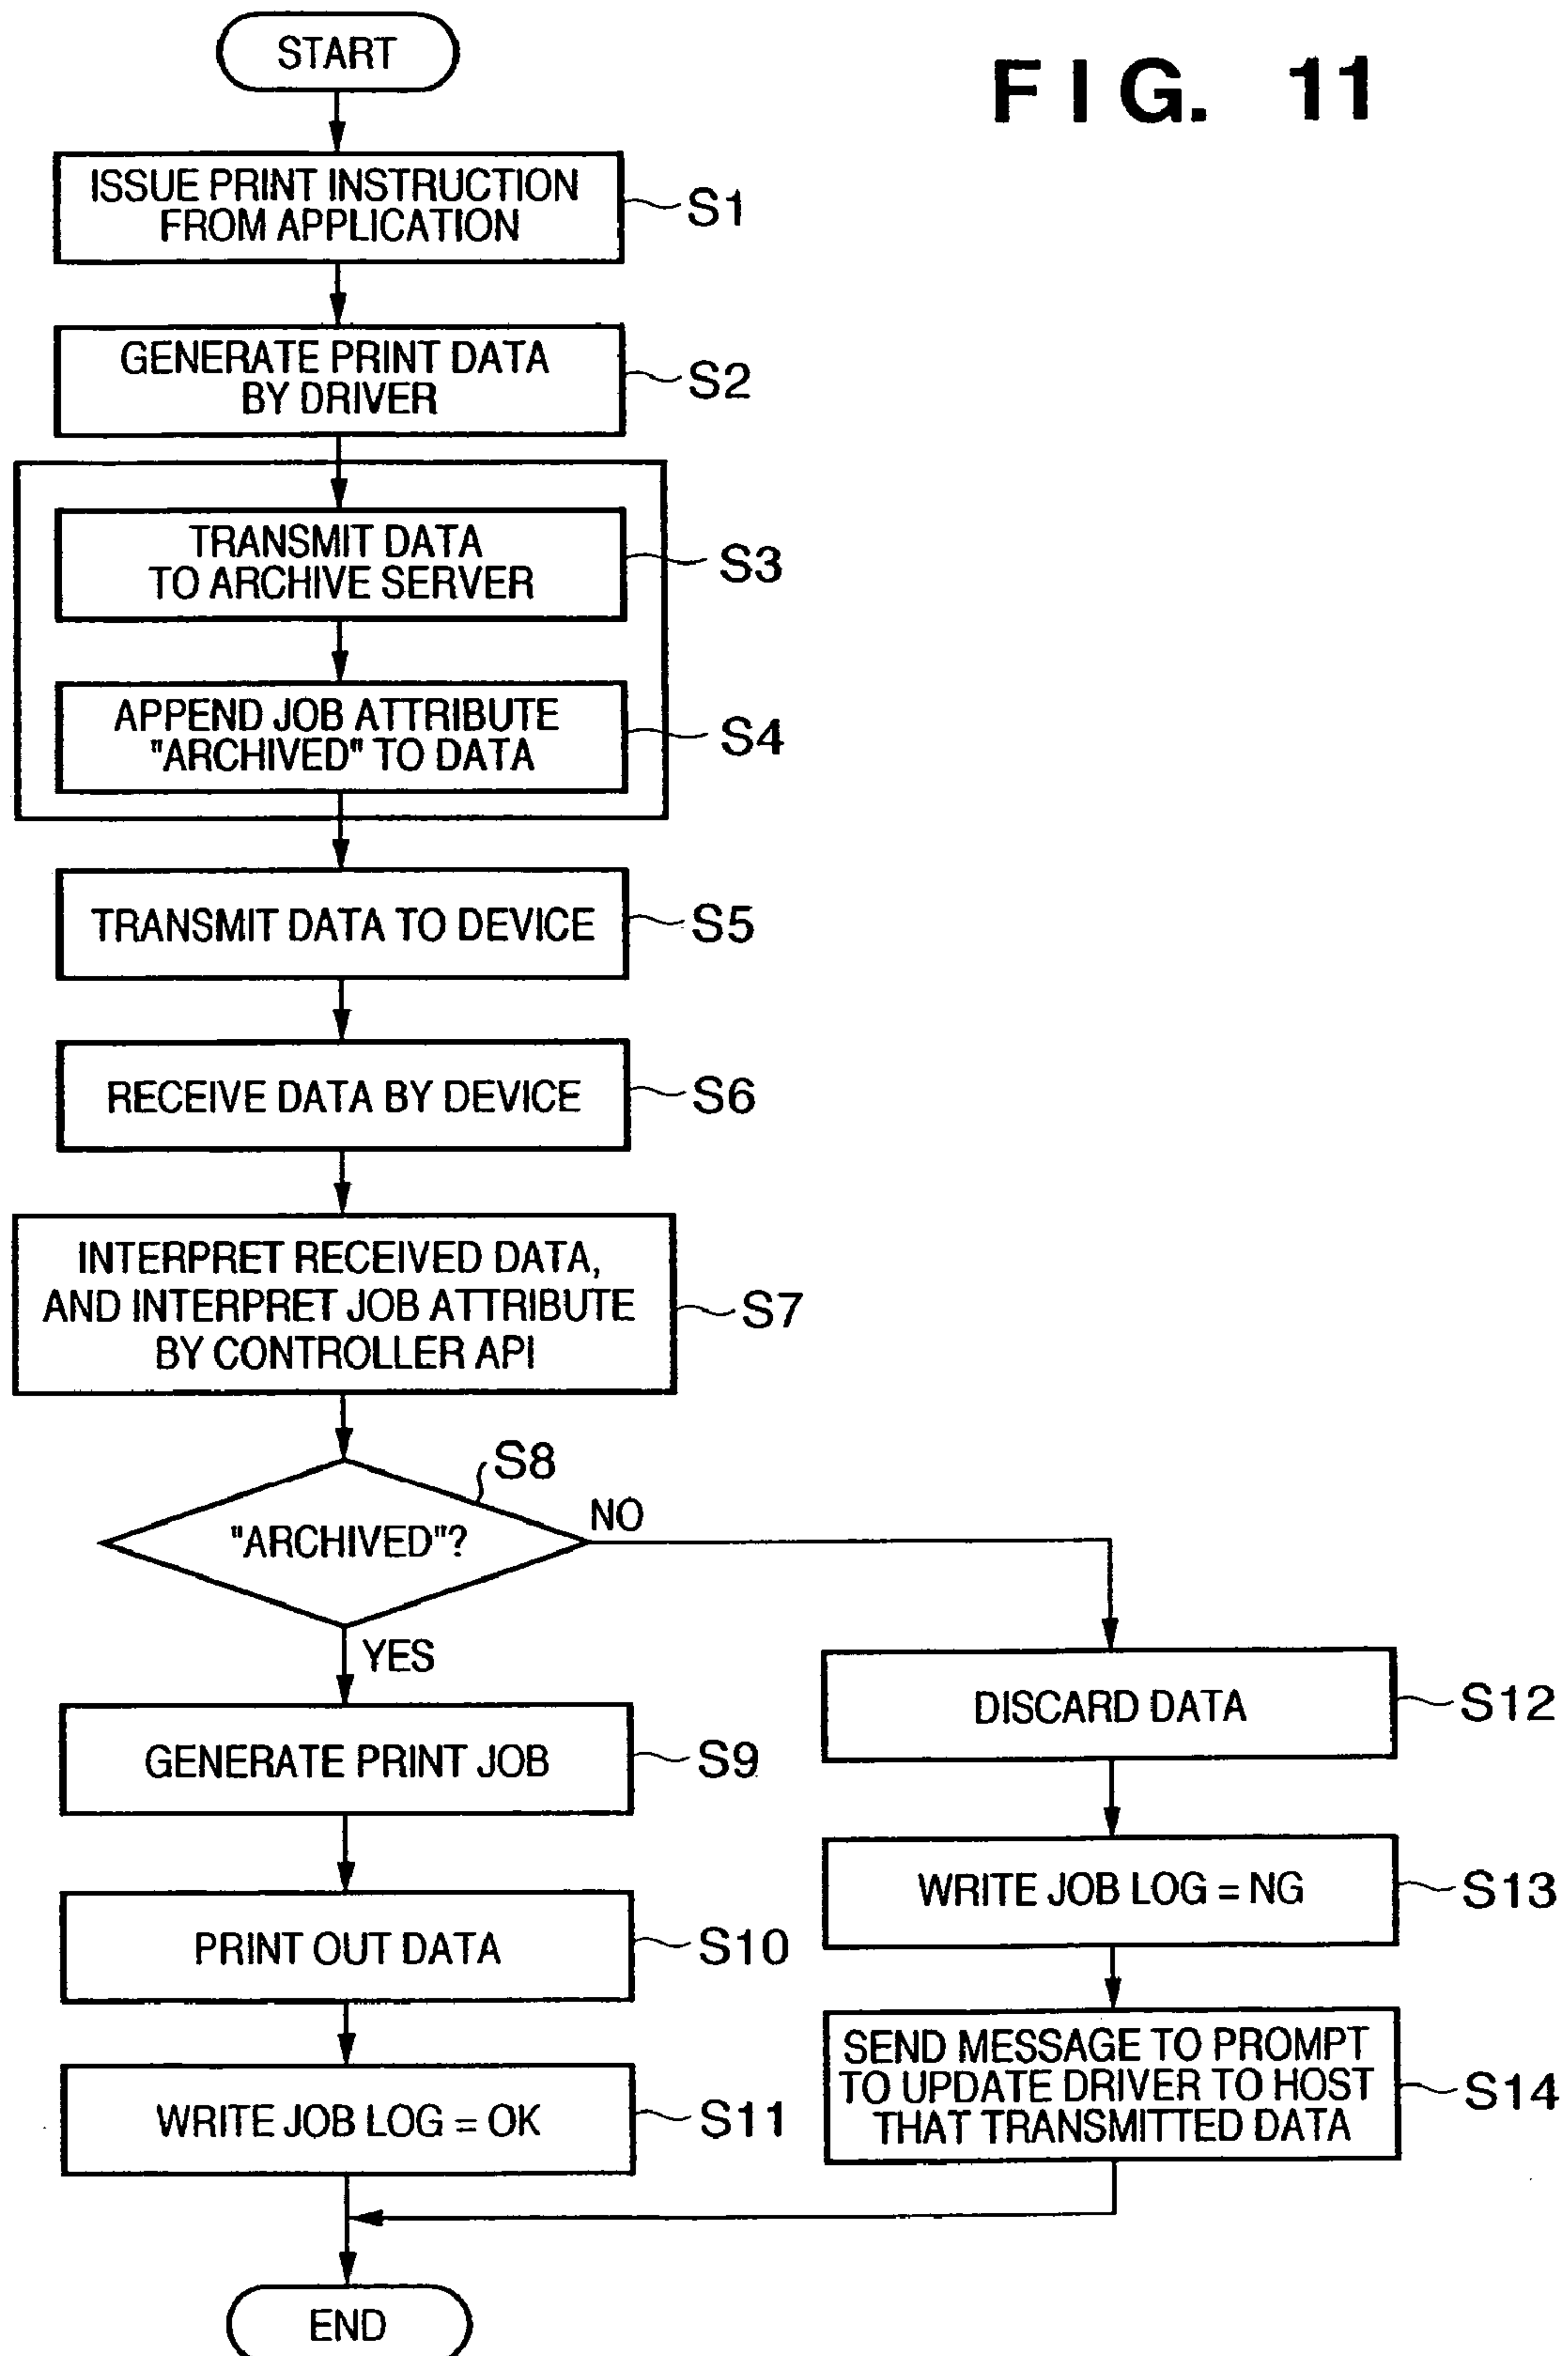 START
FIG. 11
ISSUE PRINT INSTRUCTION
FROM APPLICATION
S1
GENERATE PRINT DATA
BY DRIVER
S2
TRANSMIT DATA
TO ARCHIVE SERVER
S3
APPEND JOB ATTRIBUTE
"ARCHIVED" TO DATA
S4
TRANSMIT DATA TO DEVICE
S5
RECEIVE DATA BY DEVICE
S6
INTERPRET RECEIVED DATA,
AND INTERPRET JOB ATTRIBUTE
BY CONTROLLER API
S7
S8
"ARCHIVED"?
NO
YES
GENERATE PRINT JOB
S9
PRINT OUT DATA
S10
WRITE JOB LOG = OK
S11
DISCARD DATA
S12
WRITE JOB LOG = NG
S13
SEND MESSAGE TO PROMPT
TO UPDATE DRIVER TO HOST
THAT TRANSMITTED DATA
S14
END